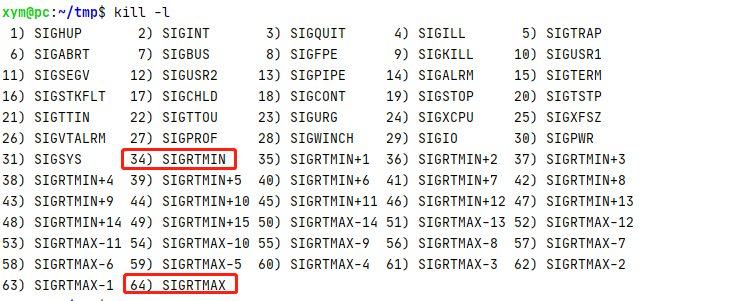 xym@pc:~/tmp$ kill -l
 1) SIGHUP       2) SIGINT       3) SIGQUIT      4) SIGILL       5) SIGTRAP
 6) SIGABRT      7) SIGBUS       8) SIGFPE       9) SIGKILL     10) SIGUSR1
11) SIGSEGV     12) SIGUSR2     13) SIGPIPE     14) SIGALRM     15) SIGTERM
16) SIGSTKFLT   17) SIGCHLD     18) SIGCONT     19) SIGSTOP     20) SIGTSTP
21) SIGTTIN     22) SIGTTOU     23) SIGURG      24) SIGXCPU     25) SIGXFSZ
26) SIGVTALRM   27) SIGPROF     28) SIGWINCH    29) SIGIO       30) SIGPWR
31) SIGSYS      34) SIGRTMIN    35) SIGRTMIN+1  36) SIGRTMIN+2  37) SIGRTMIN+3
38) SIGRTMIN+4  39) SIGRTMIN+5  40) SIGRTMIN+6  41) SIGRTMIN+7  42) SIGRTMIN+8
43) SIGRTMIN+9  44) SIGRTMIN+10 45) SIGRTMIN+11 46) SIGRTMIN+12 47) SIGRTMIN+13
48) SIGRTMIN+14 49) SIGRTMIN+15 50) SIGRTMAX-14 51) SIGRTMAX-13 52) SIGRTMAX-12
53) SIGRTMAX-11 54) SIGRTMAX-10 55) SIGRTMAX-9  56) SIGRTMAX-8  57) SIGRTMAX-7
58) SIGRTMAX-6  59) SIGRTMAX-5  60) SIGRTMAX-4  61) SIGRTMAX-3  62) SIGRTMAX-2
63) SIGRTMAX-1  64) SIGRTMAX